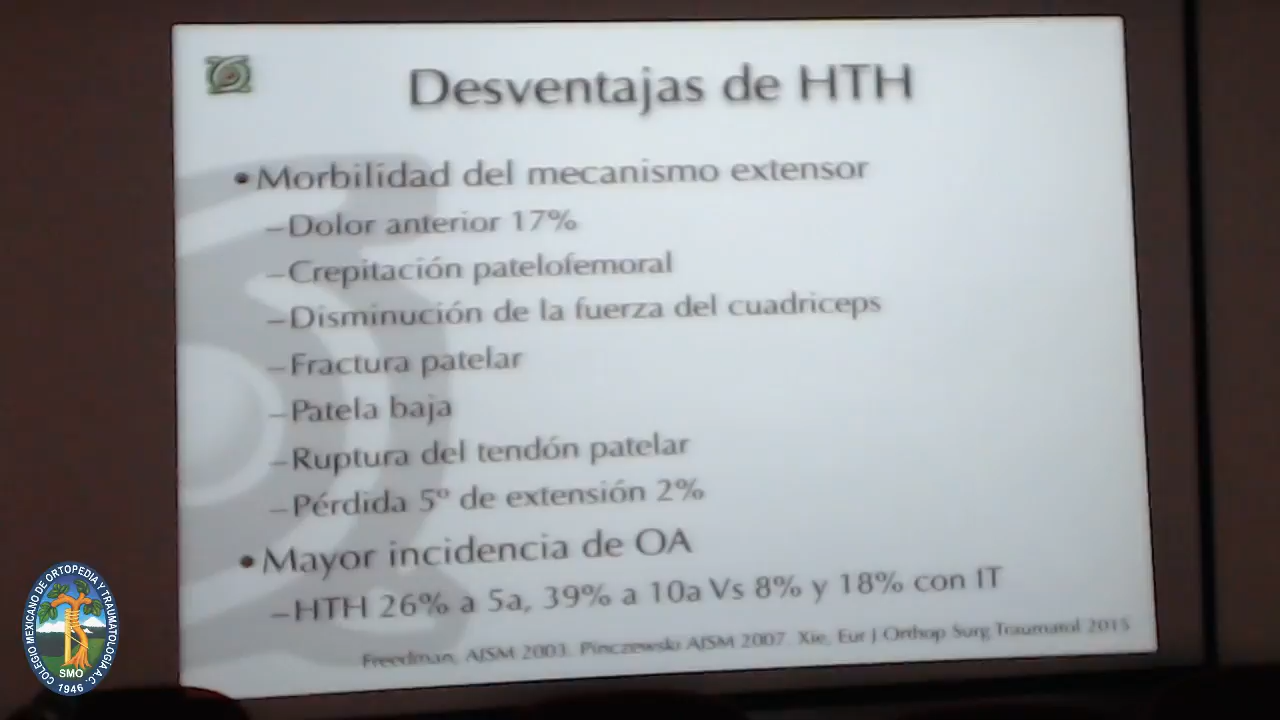 Desventajas de HTH
• Morbilidad del mecanismo extensor
– Dolor anterior 17%
– Crepitación patelofemoral
– Disminución de la fuerza del cuadriceps
– Fractura patelar
– Patela baja
– Ruptura del tendón patelar
– Pérdida 5º de extensión 2%
• Mayor incidencia de OA
– HTH 26% a 5a, 39% a 10a Vs 8% y 18% con IT
Freedman, AJSM 2003. Pinczewski AJSM 2007. Xie, Eur J Orthop Surg Traumatol 2015
COLEGIO MEXICANO DE ORTOPEDIA Y TRAUMATOLOGÍA A.C.
SMO
1946